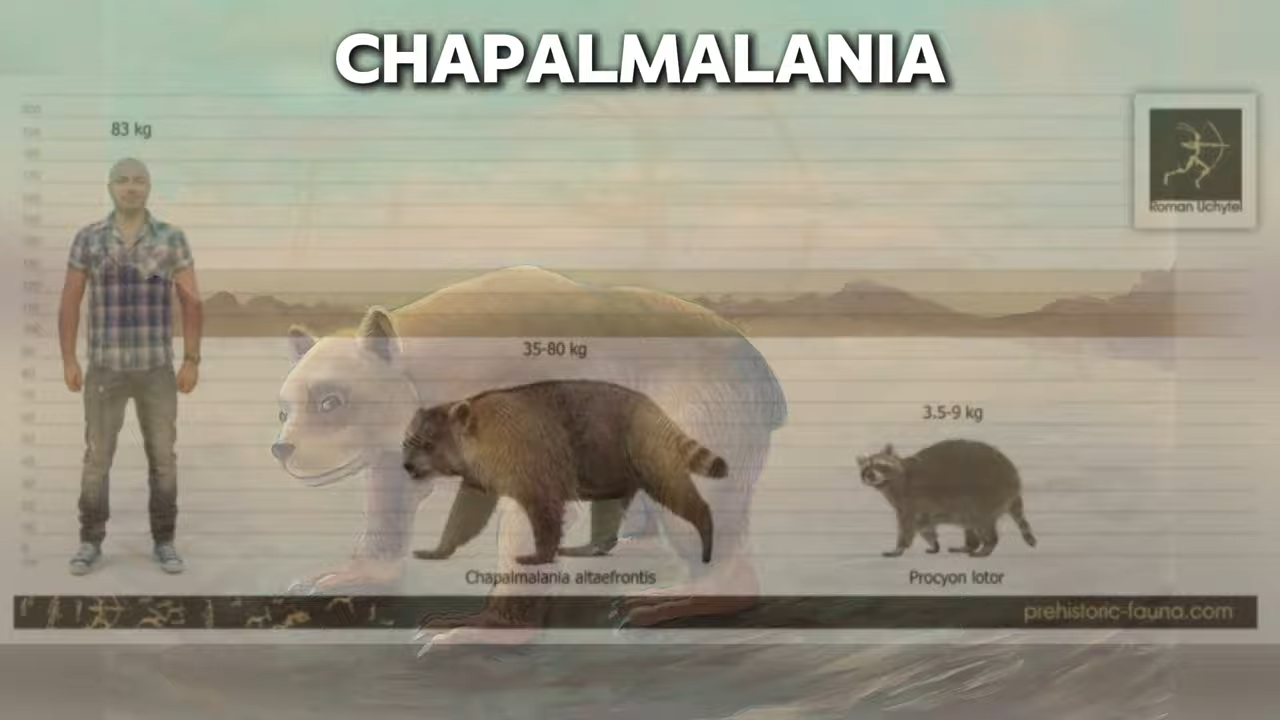 CHAPALMALANIA
83 kg
Roman Uchytel
35-80 kg
3.5-9 kg
Chapalmalania altaefrontis
Procyon lotor
prehistoric-fauna.com